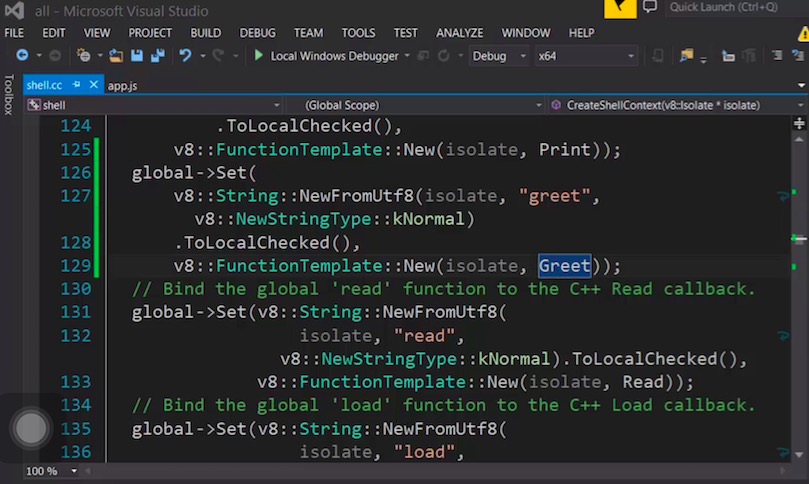 all - Microsoft Visual Studio
Quick Launch (Ctrl+Q)
FILE EDIT VIEW PROJECT BUILD DEBUG TEAM TOOLS TEST ANALYZE WINDOW HELP
Local Windows Debugger Debug x64
Toolbox
shell.cc app.js
shell (Global Scope) CreateShellContext(v8::Isolate * isolate)
124 .ToLocalChecked(),
125 v8::FunctionTemplate::New(isolate, Print));
126 global->Set(
127 v8::String::NewFromUtf8(isolate, "greet",
v8::NewStringType::kNormal)
128 .ToLocalChecked(),
129 v8::FunctionTemplate::New(isolate, Greet));
130 // Bind the global 'read' function to the C++ Read callback.
131 global->Set(v8::String::NewFromUtf8(
132 isolate, "read",
v8::NewStringType::kNormal).ToLocalChecked(),
133 v8::FunctionTemplate::New(isolate, Read));
134 // Bind the global 'load' function to the C++ Load callback.
135 global->Set(v8::String::NewFromUtf8(
136 isolate, "load",
100 %